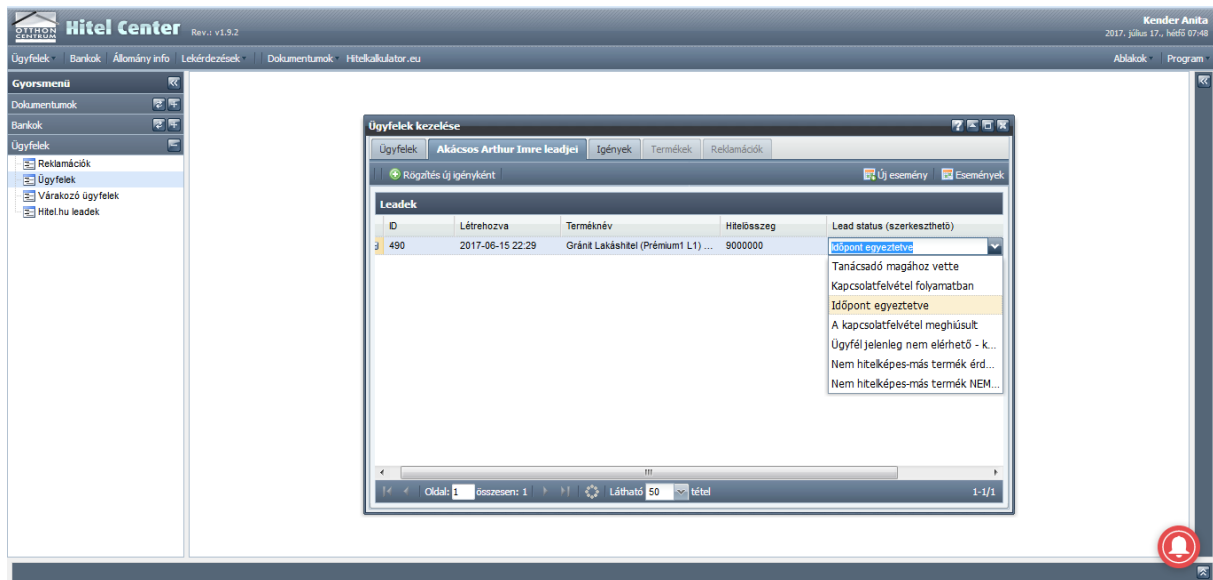 OTTHON CENTRUM Hitel Center Rev.: v1.9.2
Kender Anita
2017. július 17., hétfő 07:48
Ügyfelek Bankok Állomány info Lekérdezések Dokumentumok Hitelkalkulator.eu Ablakok Program
Gyorsmenü
Dokumentumok
Bankok
Ügyfelek
Reklamációk
Ügyfelek
Várakozó ügyfelek
Hitel.hu leadek
Ügyfelek kezelése
Ügyfelek Akácsos Arthur Imre leadjei Igények Termékek Reklamációk
Rögzítés új igényként Új esemény Események
Leadek
ID Létrehozva Terméknév Hitelösszeg Lead status (szerkeszthető)
490 2017-06-15 22:29 Gránit Lakáshitel (Prémium1 L1) ... 9000000 Időpont egyeztetve
Tanácsadó magához vette
Kapcsolatfelvétel folyamatban
Időpont egyeztetve
A kapcsolatfelvétel meghiúsult
Ügyfél jelenleg nem elérhető - k...
Nem hitelképes-más termék érd...
Nem hitelképes-más termék NEM...
Oldal: 1 összesen: 1 Látható 50 tétel 1-1/1